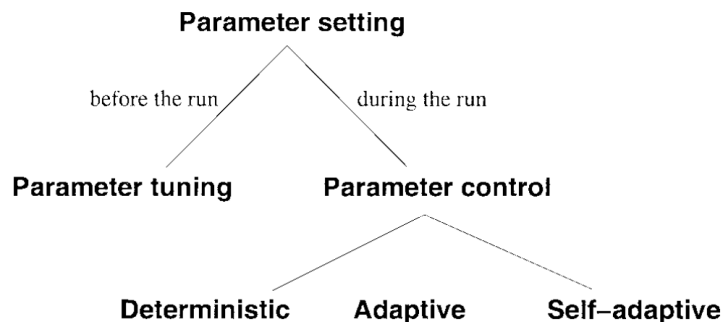 Parameter setting
before the run
during the run
Parameter tuning
Parameter control
Deterministic
Adaptive
Self-adaptive